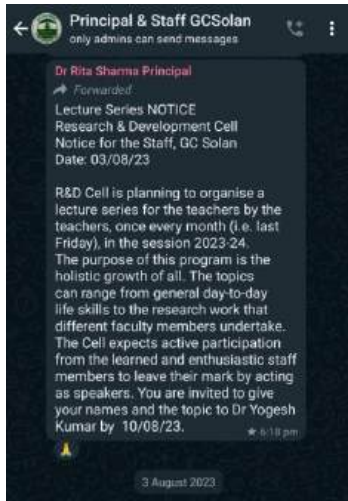 Principal & Staff GCSolan
only admins can send messages
Dr Rita Sharma Principal
Forwarded
Lecture Series NOTICE
Research & Development Cell
Notice for the Staff, GC Solan
Date: 03/08/23
R&D Cell is planning to organise a
lecture series for the teachers by the
teachers, once every month (i.e. last
Friday), in the session 2023-24.
The purpose of this program is the
holistic growth of all. The topics
can range from general day-to-day
life skills to the research work that
different faculty members undertake.
The Cell expects active participation
from the learned and enthusiastic staff
members to leave their mark by acting
as speakers. You are invited to give
your names and the topic to Dr Yogesh
Kumar by 10/08/23.
6:18 pm
3 August 2023